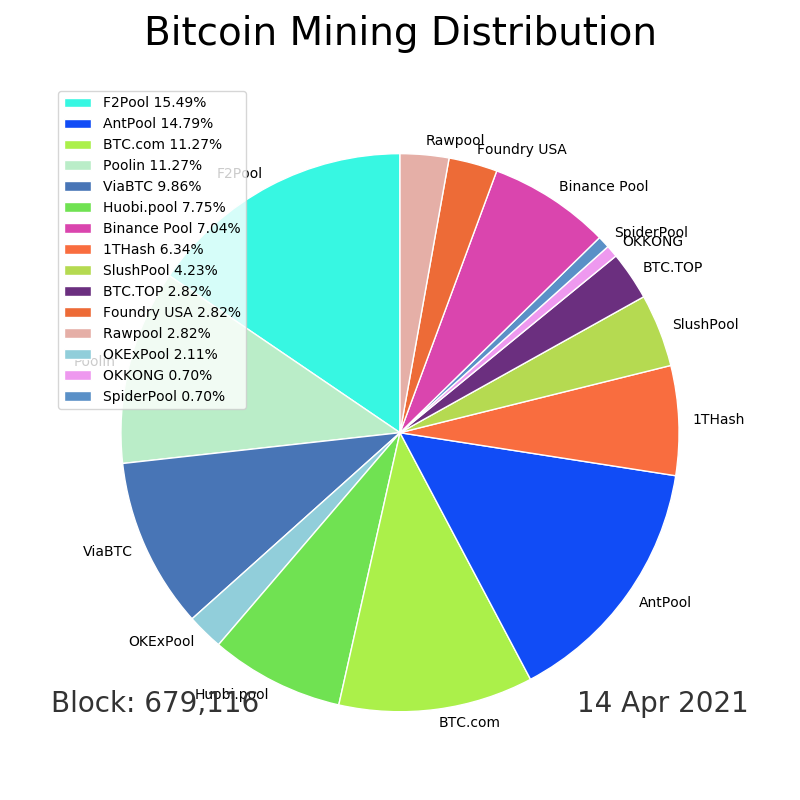 Bitcoin Mining Distribution
F2Pool 15.49%
AntPool 14.79%
BTC.com 11.27%
Poolin 11.27%
ViaBTC 9.86%
Huobi.pool 7.75%
Binance Pool 7.04%
1THash 6.34%
SlushPool 4.23%
BTC.TOP 2.82%
Foundry USA 2.82%
Rawpool 2.82%
OKExPool 2.11%
OKKONG 0.70%
SpiderPool 0.70%
Rawpool
Foundry USA
Binance Pool
SpiderPool
OKKONG
BTC.TOP
SlushPool
1THash
AntPool
BTC.com
Huobi.pool
OKExPool
ViaBTC
Poolin
F2Pool
Block: 679,116
14 Apr 2021